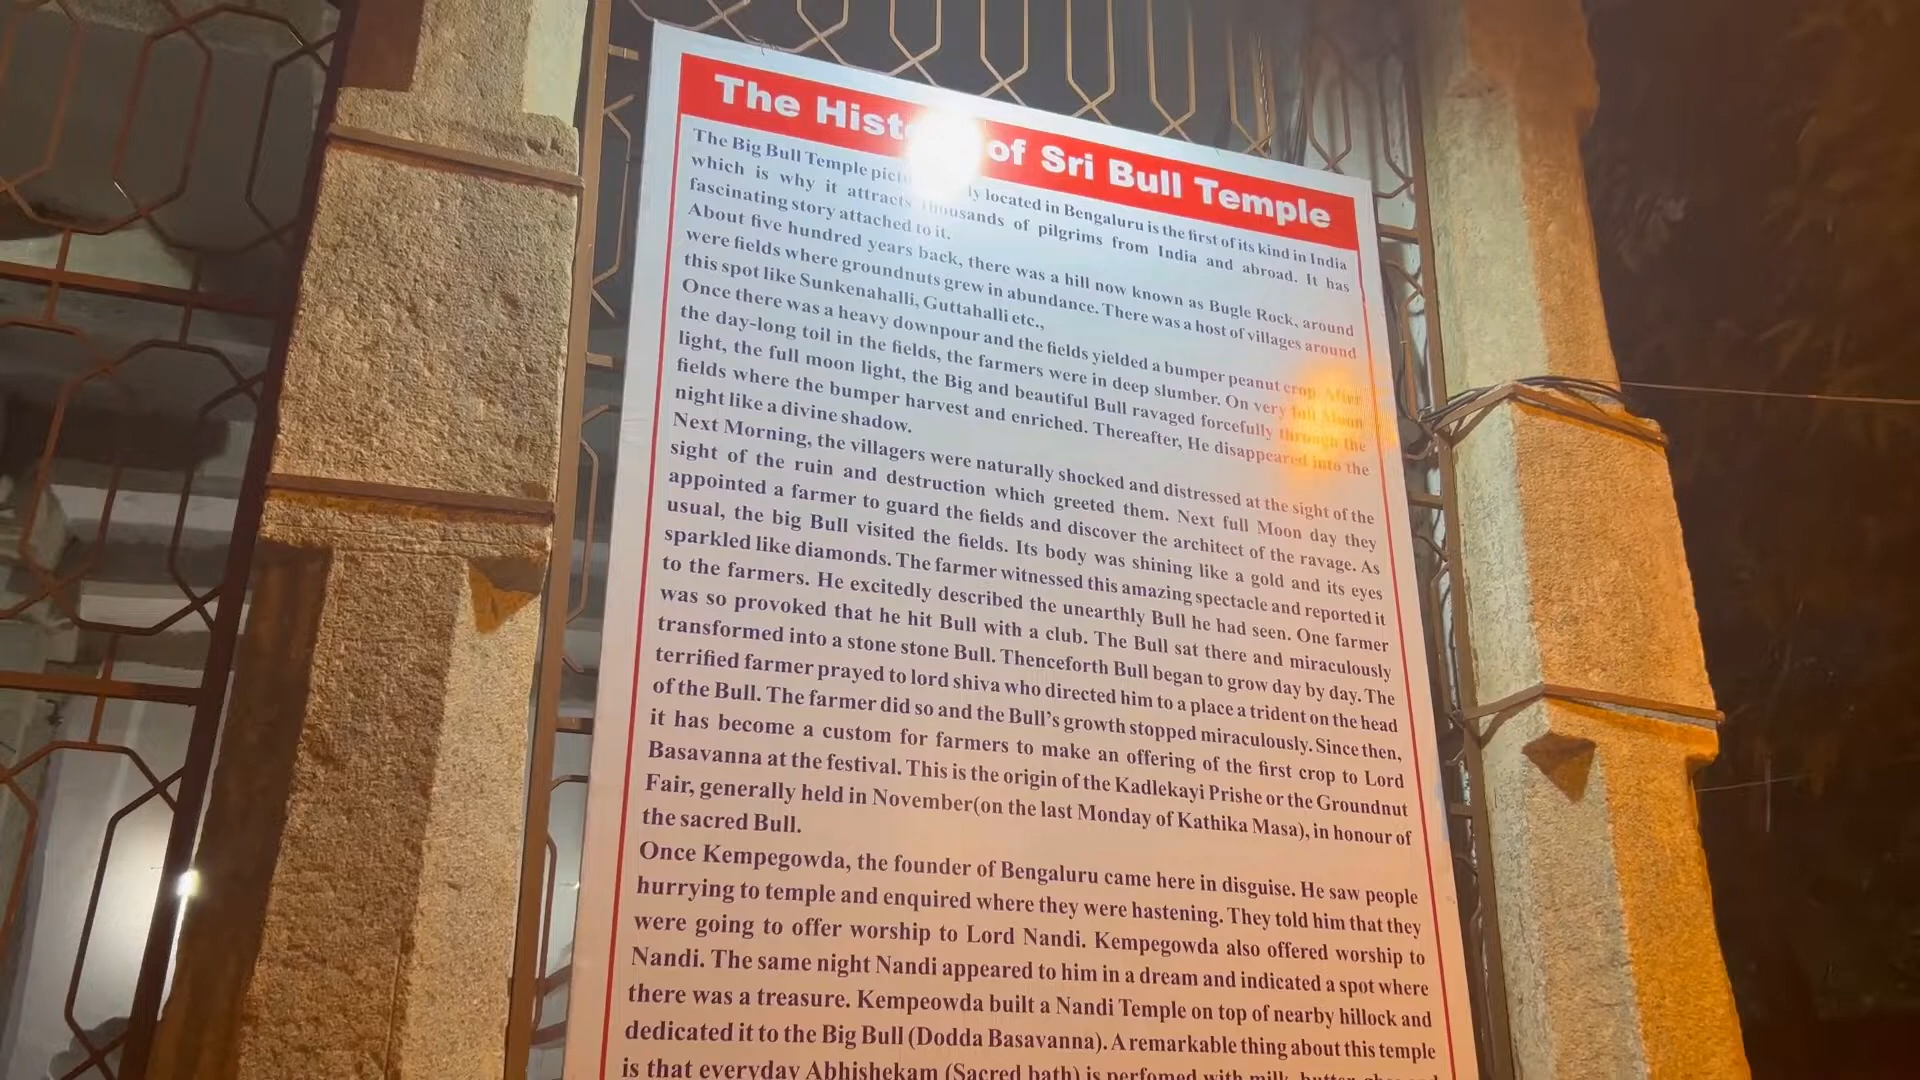 The History of Sri Bull Temple
The Big Bull Temple located in Bengaluru is the first of its kind in India
which is why it attracts thousands of pilgrims from India and abroad. It has
fascinating story attached to it.
About five hundred years back, there was a hill now known as Bugle Rock, around
were fields where groundnuts grew in abundance. There was a host of villages around
this spot like Sunkenahalli, Guttahalli etc.,
Once there was a heavy downpour and the fields yielded a bumper peanut crop. After
the day-long toil in the fields, the farmers were in deep slumber. On very full Moon
light, the full moon light, the Big and beautiful Bull ravaged forcefully through the
fields where the bumper harvest and enriched. Thereafter, He disappeared into the
night like a divine shadow.
Next Morning, the villagers were naturally shocked and distressed at the sight of the
sight of the ruin and destruction which greeted them. Next full Moon day they
appointed a farmer to guard the fields and discover the architect of the ravage. As
usual, the big Bull visited the fields. Its body was shining like a gold and its eyes
sparkled like diamonds. The farmer witnessed this amazing spectacle and reported it
to the farmers. He excitedly described the unearthly Bull he had seen. One farmer
was so provoked that he hit Bull with a club. The Bull sat there and miraculously
transformed into a stone stone Bull. Thenceforth Bull began to grow day by day. The
terrified farmer prayed to lord shiva who directed him to a place a trident on the head
of the Bull. The farmer did so and the Bull's growth stopped miraculously. Since then,
it has become a custom for farmers to make an offering of the first crop to Lord
Basavanna at the festival. This is the origin of the Kadlekayi Prishe or the Groundnut
Fair, generally held in November(on the last Monday of Kathika Masa), in honour of
the sacred Bull.
Once Kempegowda, the founder of Bengaluru came here in disguise. He saw people
hurrying to temple and enquired where they were hastening. They told him that they
were going to offer worship to Lord Nandi. Kempegowda also offered worship to
Nandi. The same night Nandi appeared to him in a dream and indicated a spot where
there was a treasure. Kempeowda built a Nandi Temple on top of nearby hillock and
dedicated it to the Big Bull (Dodda Basavanna). A remarkable thing about this temple
is that everyday Abhishekam (Sacred bath) is perfomed with milk, butter,